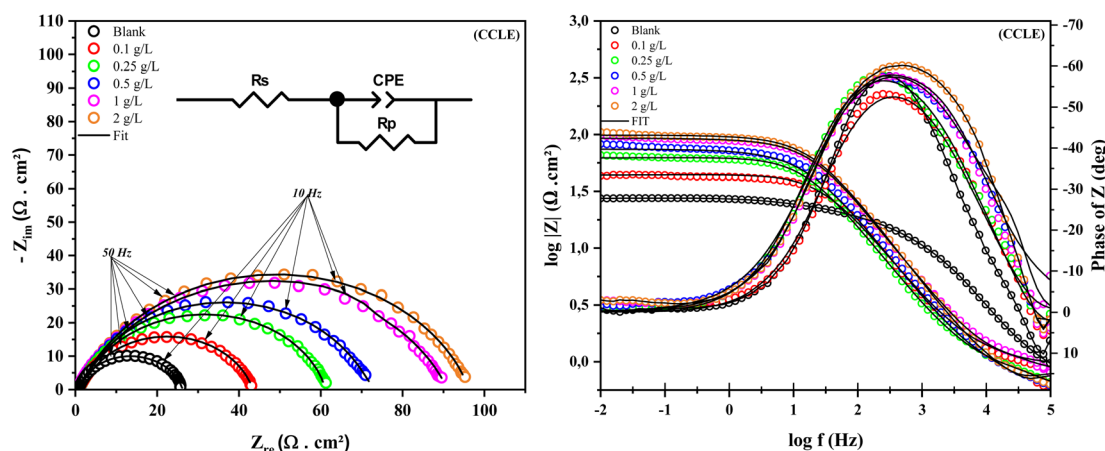 (CCLE)
Blank
0.1 g/L
0.25 g/L
0.5 g/L
1 g/L
2 g/L
Fit
Rs
CPE
Rp
50 Hz
10 Hz
110
100
90
80
70
60
50
40
30
20
10
0
0
20
40
60
80
100
- Zim (Ω . cm²)
Zre (Ω . cm²)
(CCLE)
Blank
0.1 g/L
0.25 g/L
0.5 g/L
1 g/L
2 g/L
FIT
3,0
2,5
2,0
1,5
1,0
0,5
0,0
-2
-1
0
1
2
3
4
5
-70
-60
-50
-40
-30
-20
-10
0
10
log |Z| (Ω .cm²)
log f (Hz)
Phase of Z (deg)